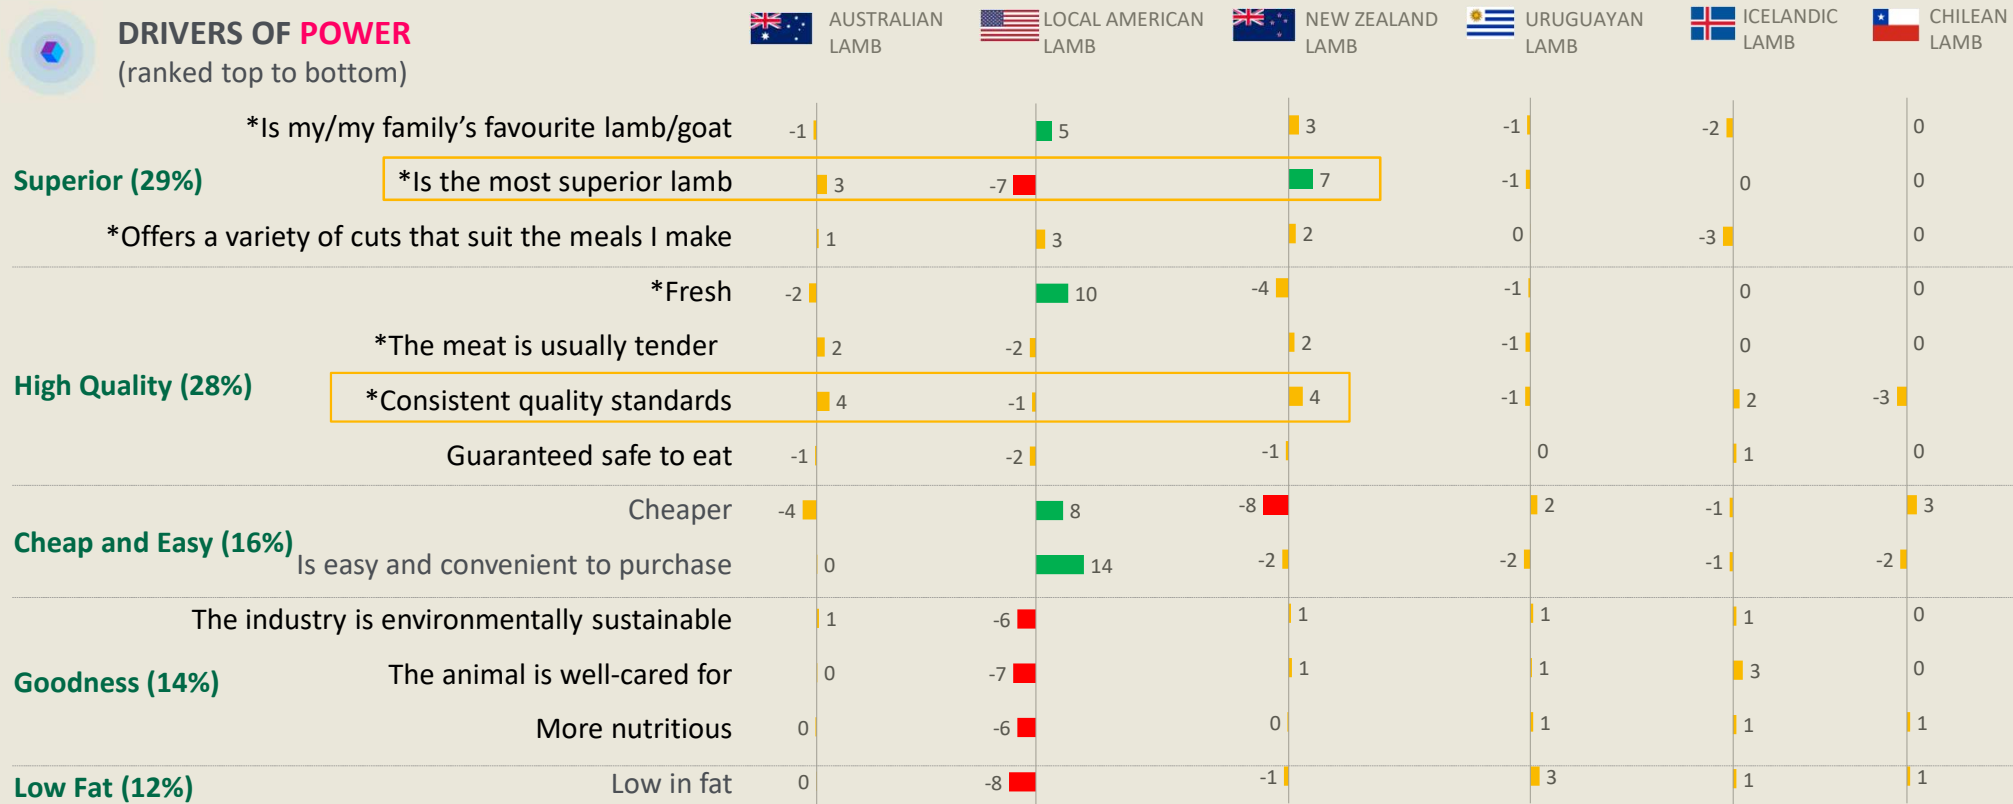 DRIVERS OF POWER
(ranked top to bottom)
AUSTRALIAN
LAMB
LOCAL AMERICAN
LAMB
NEW ZEALAND
LAMB
URUGUAYAN
LAMB
ICELANDIC
LAMB
CHILEAN
LAMB
*Is my/my family's favourite lamb/goat -1 5 3 -1 -2 0
Superior (29%) *Is the most superior lamb 3 -7 7 -1 0 0
*Offers a variety of cuts that suit the meals I make 1 3 2 0 -3 0
*Fresh -2 10 -4 -1 0 0
*The meat is usually tender 2 -2 2 -1 0 0
High Quality (28%) *Consistent quality standards 4 -1 4 -1 2 -3
Guaranteed safe to eat -1 -2 -1 0 1 0
Cheaper -4 8 -8 2 -1 3
Cheap and Easy (16%)
Is easy and convenient to purchase 0 14 -2 -2 -1 -2
The industry is environmentally sustainable 1 -6 1 1 1 0
Goodness (14%) The animal is well-cared for 0 -7 1 1 3 0
More nutritious 0 -6 0 1 1 1
Low Fat (12%) Low in fat 0 -8 -1 3 1 1